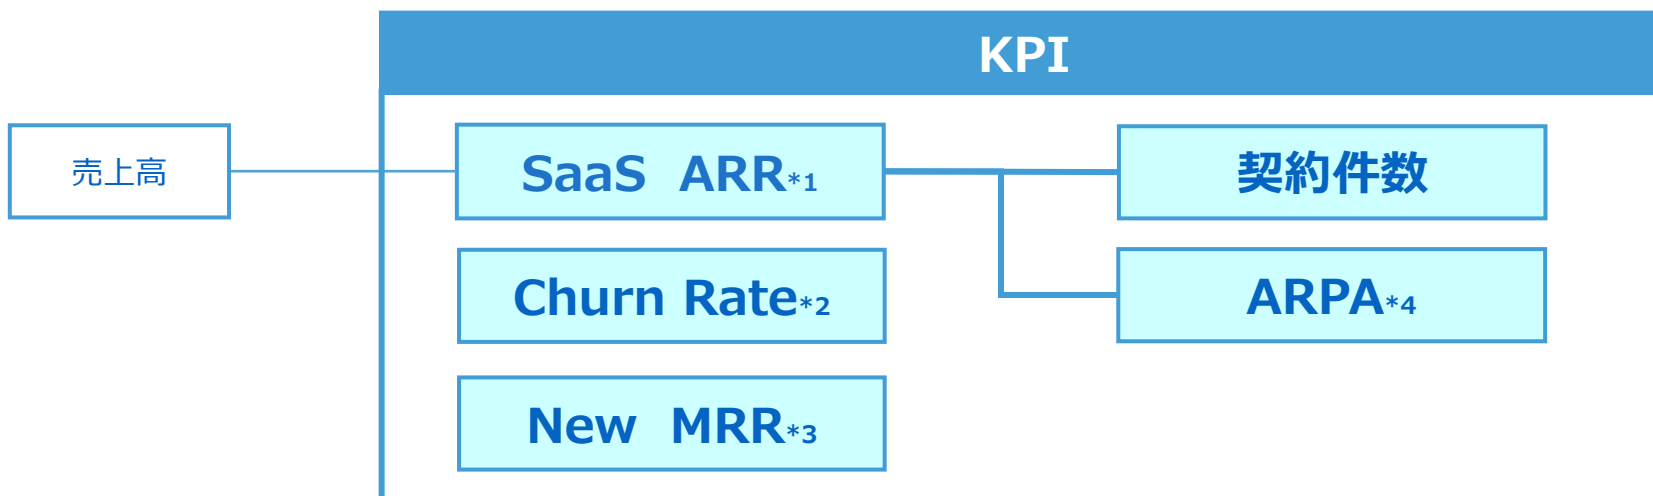 KPI
売上高
SaaS ARR*1
契約件数
Churn Rate*2
ARPA*4
New MRR*3